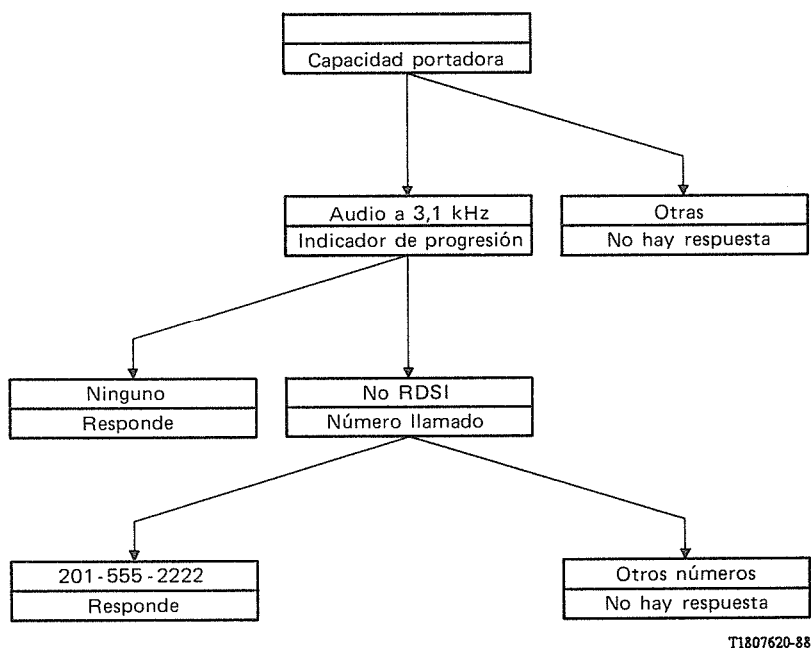 Capacidad portadora
Audio a 3,1 kHz
Indicador de progresión
Otras
No hay respuesta
Ninguno
Responde
No RDSI
Número llamado
201-555-2222
Responde
Otros números
No hay respuesta
T1807620-88